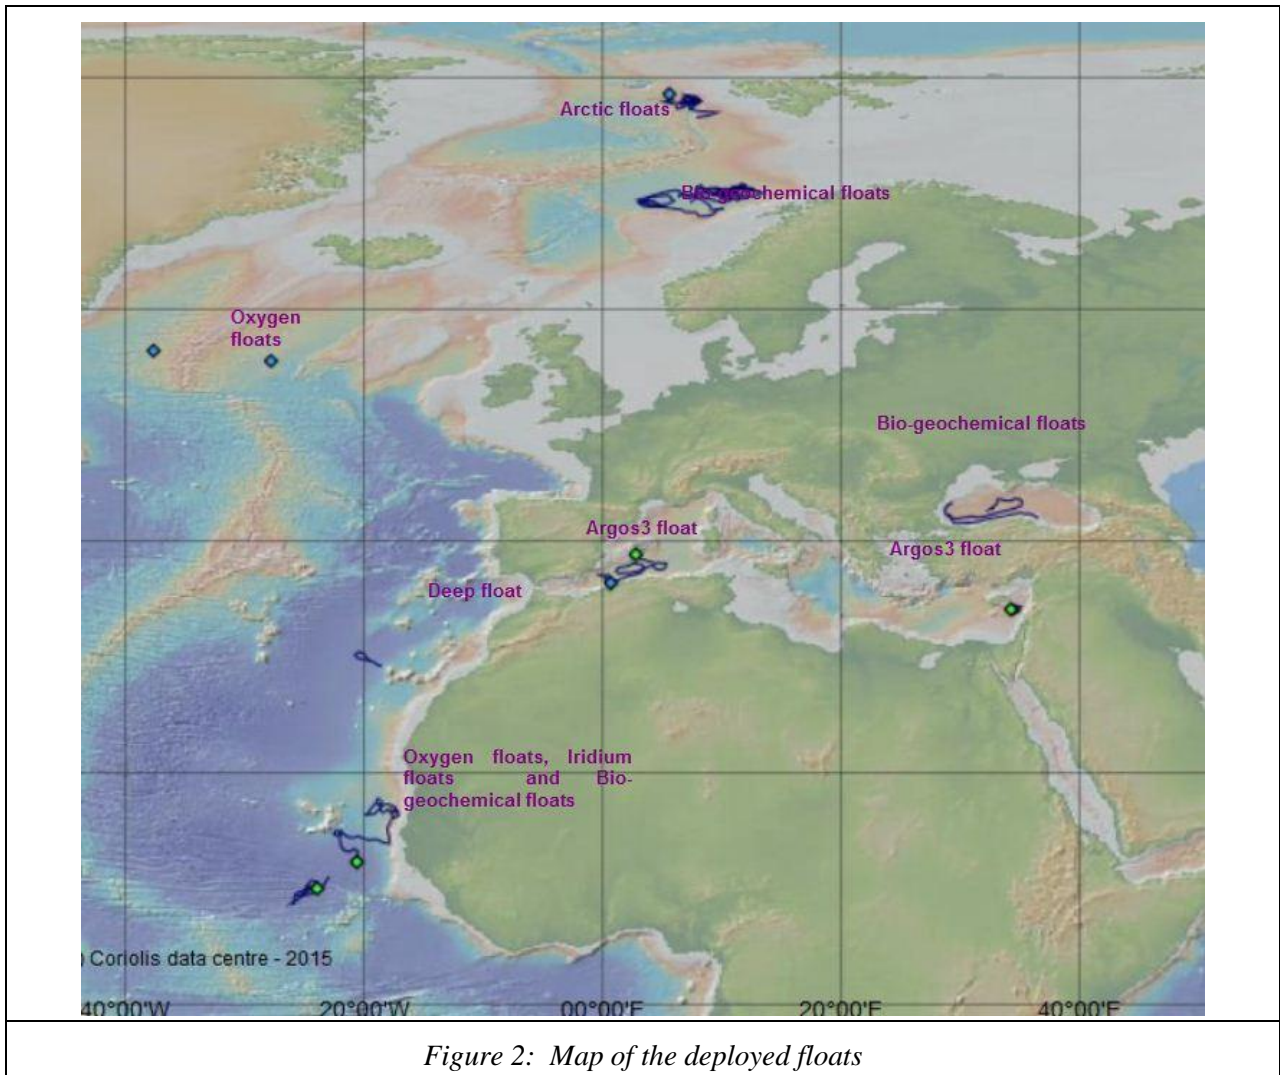 Arctic floats
Bio-geochemical floats
Oxygen
floats
Bio-geochemical floats
Argos3 float
Argos3 float
Deep float
Oxygen floats, Iridium
floats and Bio-
geochemical floats
) Coriolis data centre - 2015
40°00'W 20°00'W 00°00'E 20°00'E 40°00'E
Figure 2: Map of the deployed floats